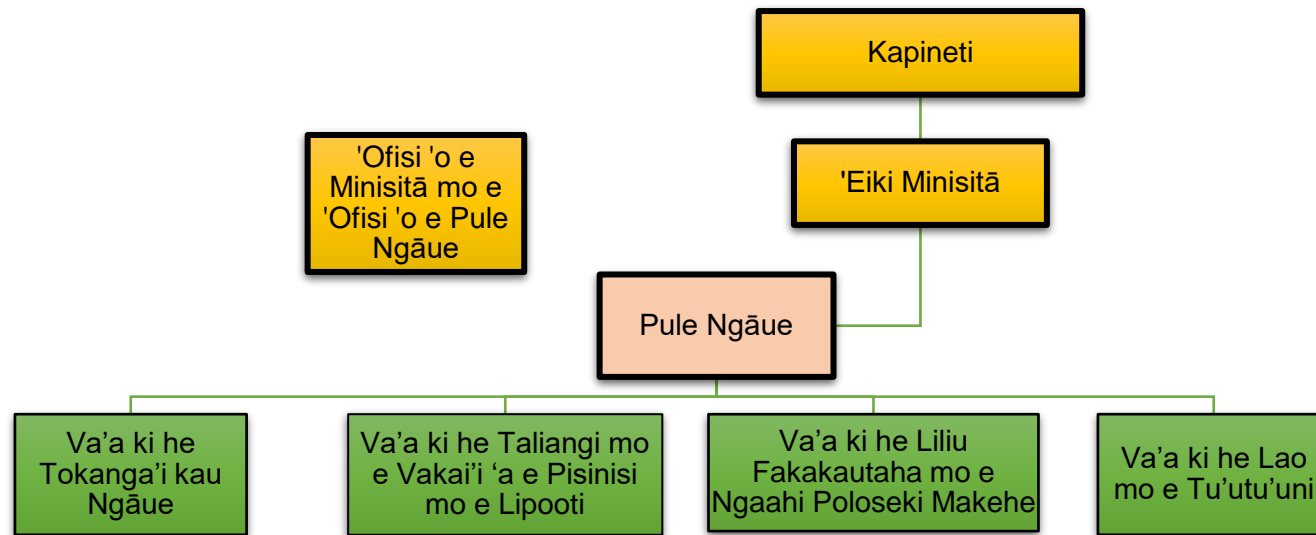 Kapineti
'Ofisi 'o e
Minisitā mo e
'Ofisi 'o e Pule
Ngāue
'Eiki Minisitā
Pule Ngāue
Va’a ki he
Tokanga’i kau
Ngāue
Va’a ki he Taliangi mo
e Vakai’i ‘a e Pisinisi
mo e Lipooti
Va’a ki he Liliu
Fakakautaha mo e
Ngaahi Poloseki Makehe
Va’a ki he Lao
mo e Tu’utu’uni